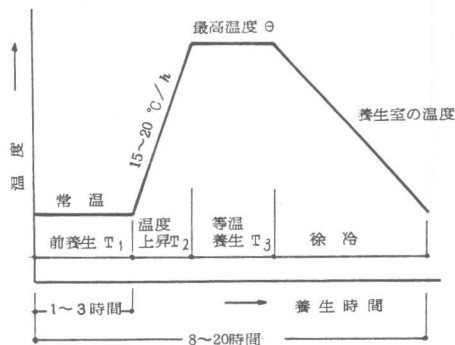 最高温度 θ
15~20 ℃/h
養生室の温度
温度
常温
温度
前養生 T1 上昇T2
等温
養生 T3
徐冷
1~3時間
養生時間
8~20時間